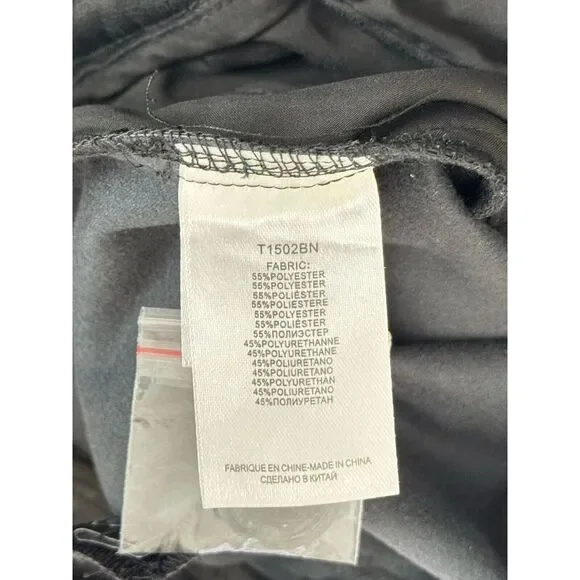 T1502BN
FABRIC:
55%POLYESTER
55%POLYESTER
55%POLIÉSTER
55%POLIESTERE
55%POLYESTER
55%POLIÉSTER
55%ПОЛИЭСТЕР
45%POLYURETHANNE
45%POLYURETHANE
45%POLIURETANO
45%POLIURETANO
45%POLYURETHAN
45%POLIURETANO
45%ПОЛИУРЕТАН
FABRIQUE EN CHINE-MADE IN CHINA
СДЕЛАНО В КИТАЙ